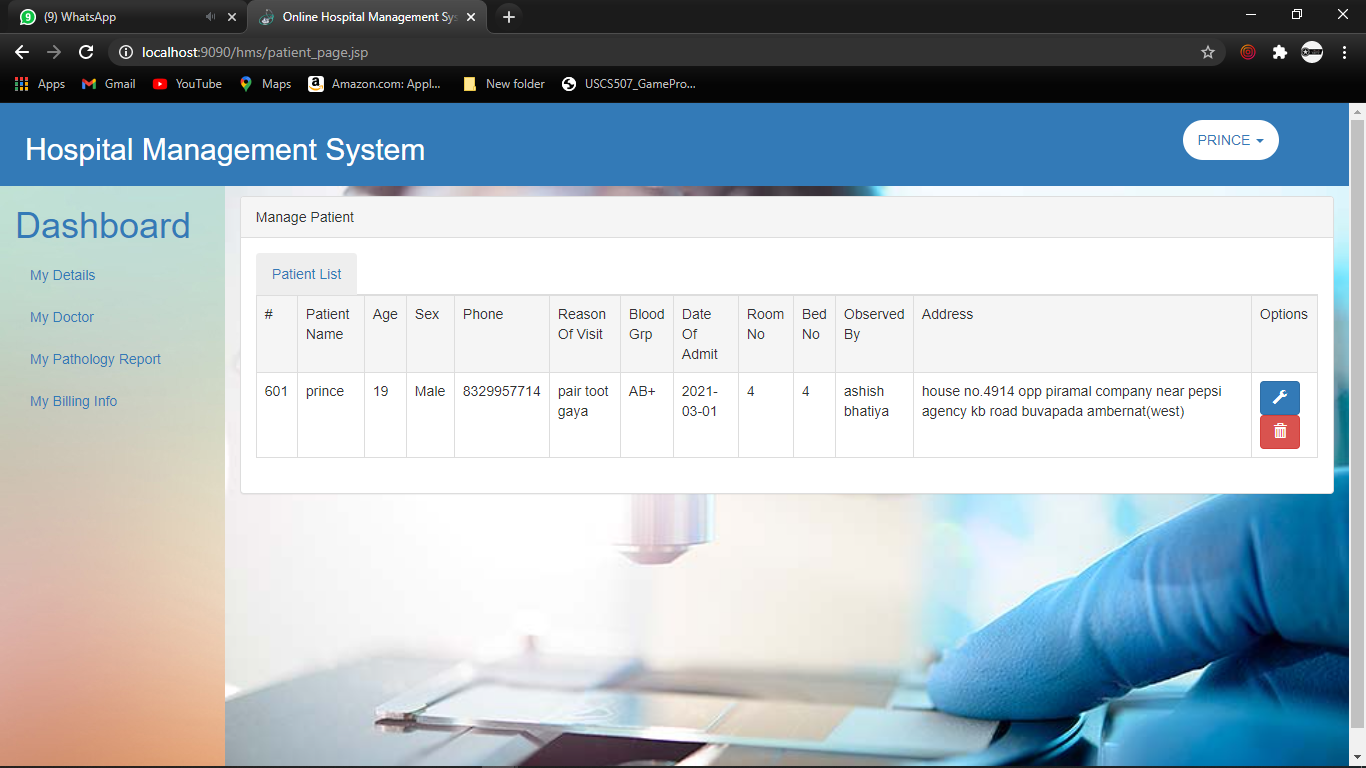 (9) WhatsApp
Online Hospital Management Sys
localhost:9090/hms/patient_page.jsp
Apps
Gmail
YouTube
Maps
Amazon.com: Appl...
New folder
USCS507_GamePro...
Hospital Management System
PRINCE
Dashboard
My Details
My Doctor
My Pathology Report
My Billing Info
Manage Patient
Patient List
#
Patient
Name
Age
Sex
Phone
Reason
Of Visit
Blood
Grp
Date
Of
Admit
Room
No
Bed
No
Observed
By
Address
Options
601
prince
19
Male
8329957714
pair toot
gaya
AB+
2021-
03-01
4
4
ashish
bhatiya
house no.4914 opp piramal company near pepsi
agency kb road buvapada ambernat(west)